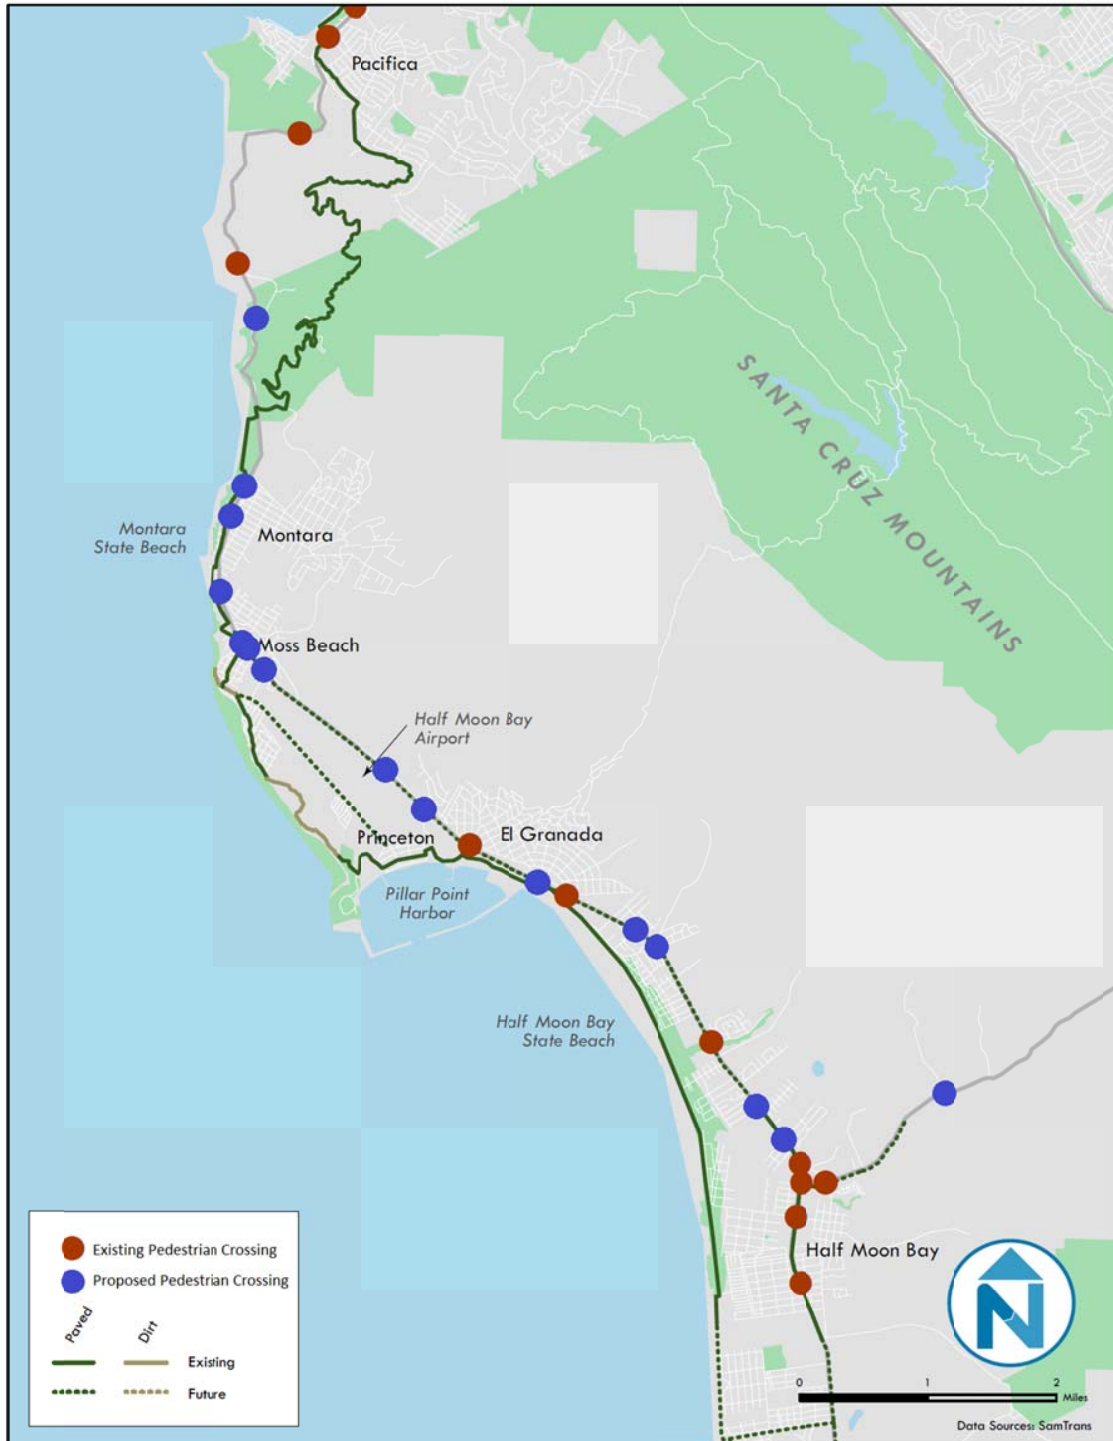 Pacifica
SANTA CRUZ MOUNTAINS
Montara
State Beach
Montara
Moss Beach
Half Moon Bay
Airport
Princeton
El Granada
Pillar Point
Harbor
Half Moon Bay
State Beach
Half Moon Bay
Existing Pedestrian Crossing
Proposed Pedestrian Crossing
Paved
Dirt
Existing
Future
N
0 1 2
Miles
Data Sources: SamTrans